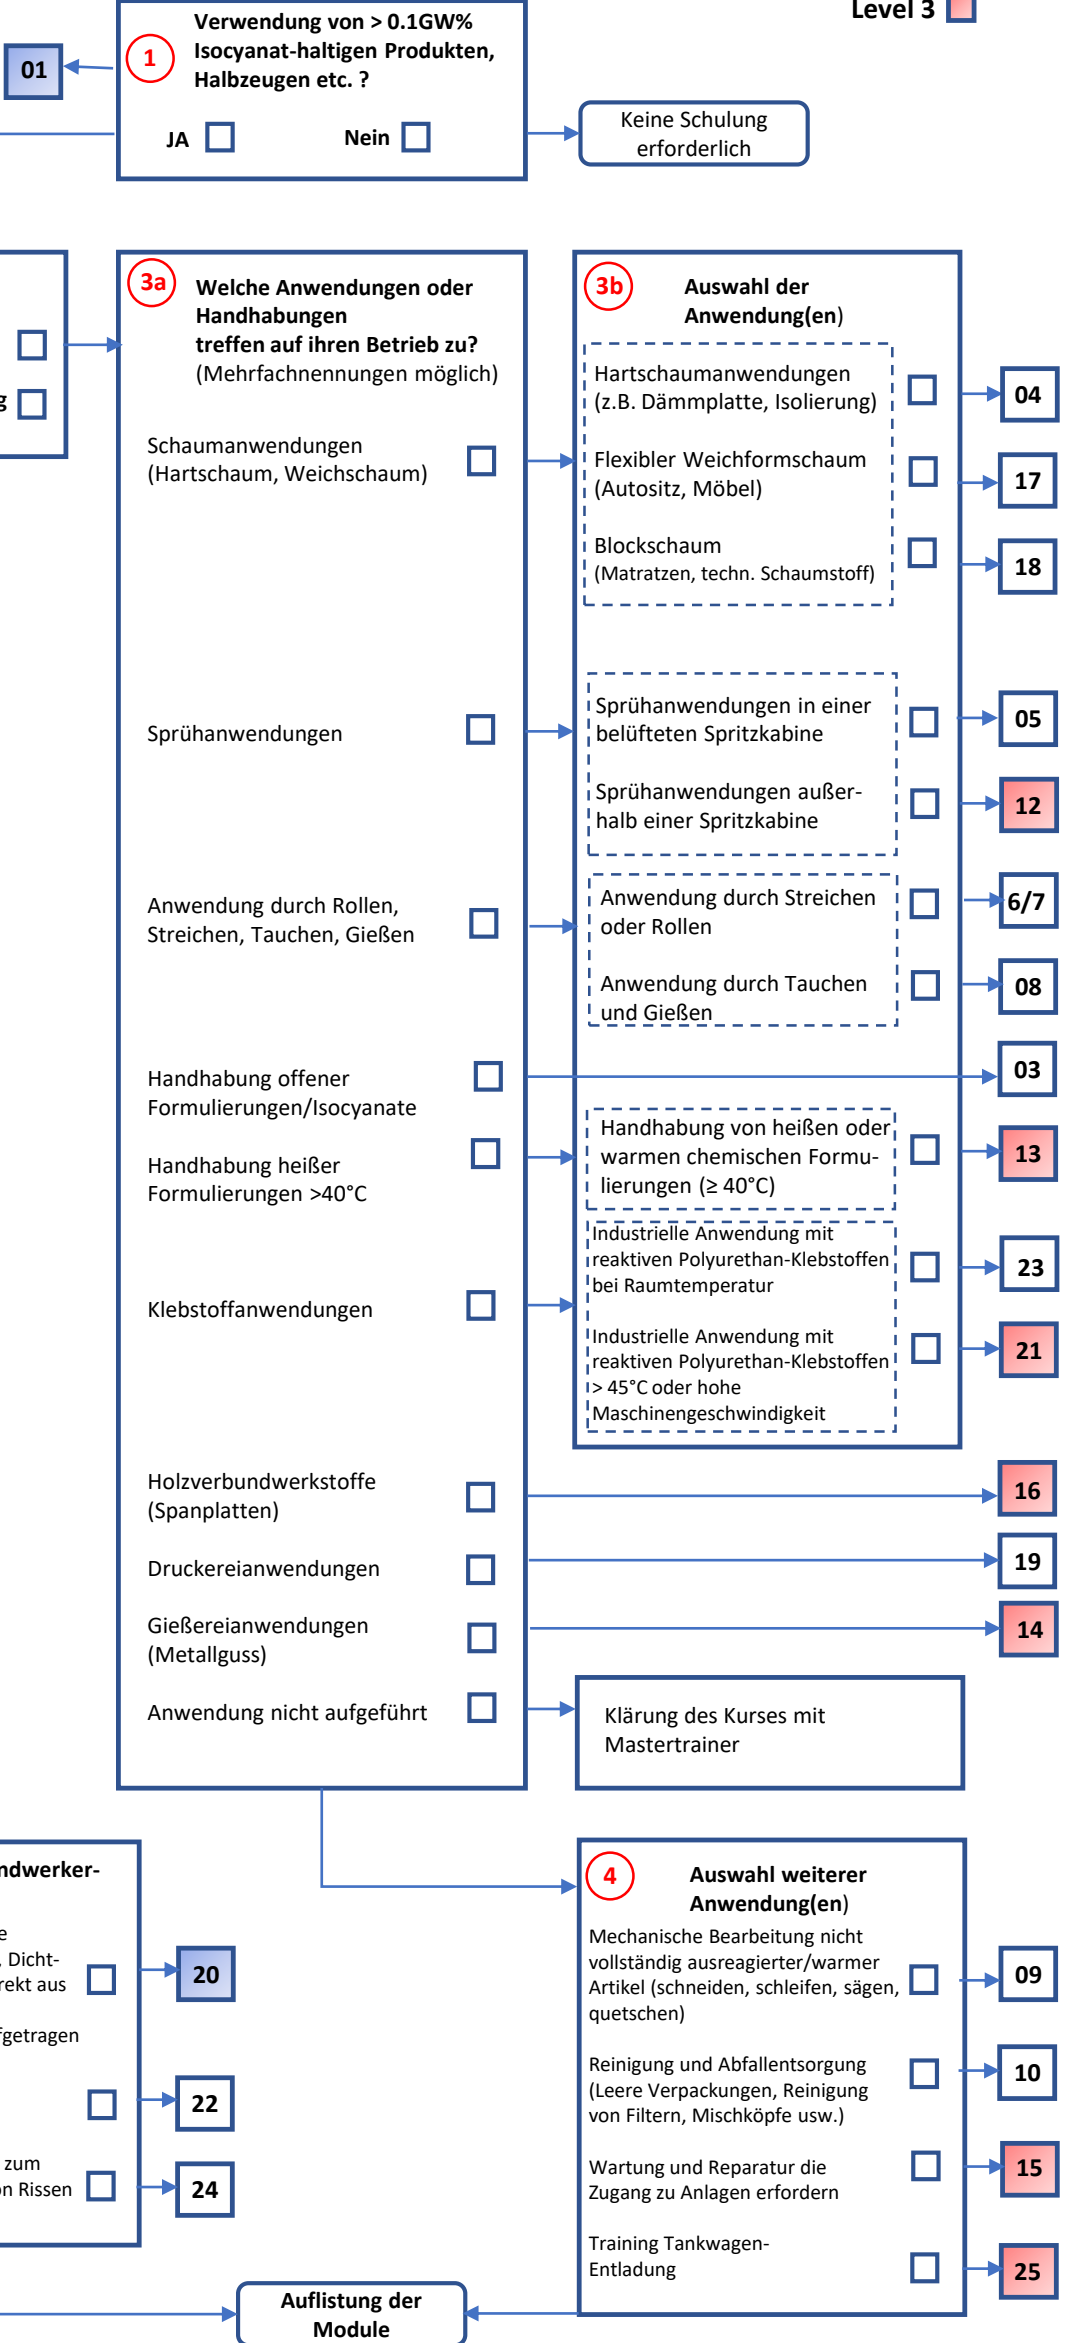 Level 3
1
Verwendung von > 0.1GW%
Isocyanat-haltigen Produkten,
Halbzeugen etc. ?
JA
Nein
01
Keine Schulung
erforderlich
g
3a
Welche Anwendungen oder
Handhabungen
treffen auf ihren Betrieb zu?
(Mehrfachnennungen möglich)
Schaumanwendungen
(Hartschaum, Weichschaum)
Sprühanwendungen
Anwendung durch Rollen,
Streichen, Tauchen, Gießen
Handhabung offener
Formulierungen/Isocyanate
Handhabung heißer
Formulierungen >40°C
Klebstoffanwendungen
Holzverbundwerkstoffe
(Spanplatten)
Druckereianwendungen
Gießereianwendungen
(Metallguss)
Anwendung nicht aufgeführt
3b
Auswahl der
Anwendung(en)
Hartschaumanwendungen
(z.B. Dämmplatte, Isolierung)
04
Flexibler Weichformschaum
(Autositz, Möbel)
17
Blockschaum
(Matratzen, techn. Schaumstoff)
18
Sprühanwendungen in einer
belüfteten Spritzkabine
05
Sprühanwendungen außer-
halb einer Spritzkabine
12
Anwendung durch Streichen
oder Rollen
6/7
Anwendung durch Tauchen
und Gießen
08
03
Handhabung von heißen oder
warmen chemischen Formu-
lierungen (≥ 40°C)
13
Industrielle Anwendung mit
reaktiven Polyurethan-Klebstoffen
bei Raumtemperatur
23
Industrielle Anwendung mit
reaktiven Polyurethan-Klebstoffen
> 45°C oder hohe
Maschinengeschwindigkeit
21
16
19
14
Klärung des Kurses mit
Mastertrainer
ndwerker-
e
, Dicht-
rekt aus
fgetragen
20
22
zum
on Rissen
24
4
Auswahl weiterer
Anwendung(en)
Mechanische Bearbeitung nicht
vollständig ausreagierter/warmer
Artikel (schneiden, schleifen, sägen,
quetschen)
09
Reinigung und Abfallentsorgung
(Leere Verpackungen, Reinigung
von Filtern, Mischköpfe usw.)
10
Wartung und Reparatur die
Zugang zu Anlagen erfordern
15
Training Tankwagen-
Entladung
25
Auflistung der
Module